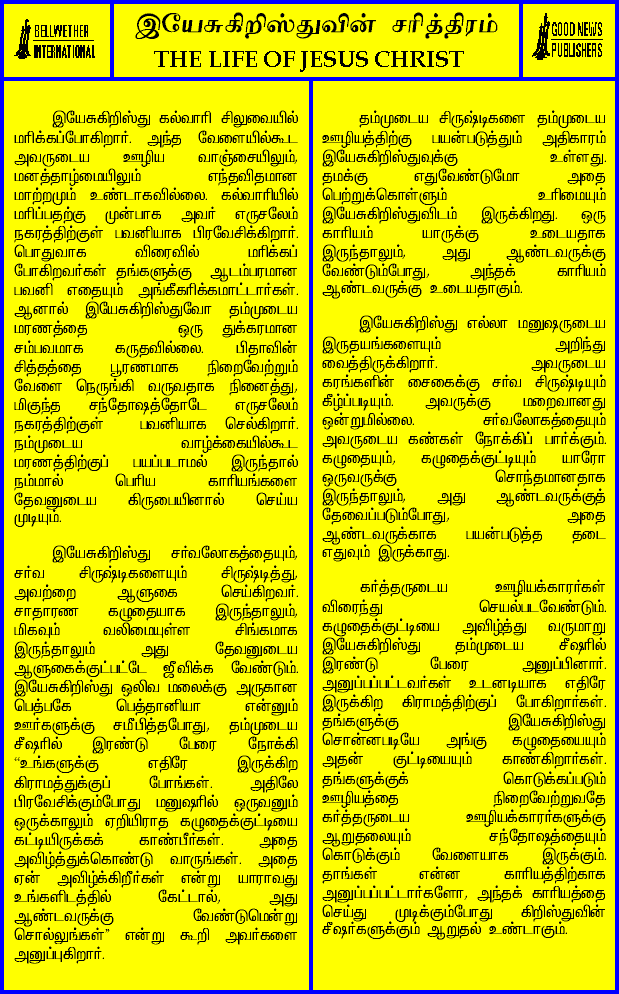 BELLWETHER
INTERNATIONAL
இயேசுகிறிஸ்துவின் சரித்திரம்
THE LIFE OF JESUS CHRIST
GOOD NEWS
PUBLISHERS
இயேசுகிறிஸ்து கல்வாரி சிலுவையில்
மரிக்கப்போகிறார். அந்த வேளையில்கூட
அவருடைய ஊழிய வாஞ்சையிலும்,
மனத்தாழ்மையிலும் எந்தவிதமான
மாற்றமும் உண்டாகவில்லை. கல்வாரியில்
மரிப்பதற்கு முன்பாக அவர் எருசலேம்
நகரத்திற்குள் பவனியாக பிரவேசிக்கிறார்.
பொதுவாக விரைவில் மரிக்கப்
போகிறவர்கள் தங்களுக்கு ஆடம்பரமான
பவனி எதையும் அங்கீகரிக்கமாட்டார்கள்.
ஆனால் இயேசுகிறிஸ்துவோ தம்முடைய
மரணத்தை ஒரு துக்கரமான
சம்பவமாக கருதவில்லை. பிதாவின்
சித்தத்தை பூரணமாக நிறைவேற்றும்
வேளை நெருங்கி வருவதாக நினைத்து,
மிகுந்த சந்தோஷத்தோடே எருசலேம்
நகரத்திற்குள் பவனியாக செல்கிறார்.
நம்முடைய வாழ்க்கையில்கூட
மரணத்திற்குப் பயப்படாமல் இருந்தால்
நம்மால் பெரிய காரியங்களை
தேவனுடைய கிருபையினால் செய்ய
முடியும்.
இயேசுகிறிஸ்து சர்வலோகத்தையும்,
சர்வ சிருஷ்டிகளையும் சிருஷ்டித்து,
அவற்றை ஆளுகை செய்கிறவர்.
சாதாரண கழுதையாக இருந்தாலும்,
மிகவும் வலிமையுள்ள சிங்கமாக
இருந்தாலும் அது தேவனுடைய
ஆளுகைக்குட்பட்டே ஜீவிக்க வேண்டும்.
இயேசுகிறிஸ்து ஒலிவ மலைக்கு அருகான
பெத்பகே பெத்தானியா என்னும்
ஊர்களுக்கு சமீபித்தபோது, தம்முடைய
சீஷரில் இரண்டு பேரை நோக்கி
“உங்களுக்கு எதிரே இருக்கிற
கிராமத்துக்குப் போங்கள். அதிலே
பிரவேசிக்கும்போது மனுஷரில் ஒருவனும்
ஒருக்காலும் ஏறியிராத கழுதைக்குட்டியை
கட்டியிருக்கக் காண்பீர்கள். அதை
அவிழ்த்துக்கொண்டு வாருங்கள். அதை
ஏன் அவிழ்க்கிறீர்கள் என்று யாராவது
உங்களிடத்தில் கேட்டால், அது
ஆண்டவருக்கு வேண்டுமென்று
சொல்லுங்கள்” என்று கூறி அவர்களை
அனுப்புகிறார்.
தம்முடைய சிருஷ்டிகளை தம்முடைய
ஊழியத்திற்கு பயன்படுத்தும் அதிகாரம்
இயேசுகிறிஸ்துவுக்கு உள்ளது.
தமக்கு எதுவேண்டுமோ அதை
பெற்றுக்கொள்ளும் உரிமையும்
இயேசுகிறிஸ்துவிடம் இருக்கிறது. ஒரு
காரியம் யாருக்கு உடையதாக
இருந்தாலும், அது ஆண்டவருக்கு
வேண்டும்போது, அந்தக் காரியம்
ஆண்டவருக்கு உடையதாகும்.
இயேசுகிறிஸ்து எல்லா மனுஷருடைய
இருதயங்களையும் அறிந்து
வைத்திருக்கிறார். அவருடைய
கரங்களின் சைகைக்கு சர்வ சிருஷ்டியும்
கீழ்ப்படியும். அவருக்கு மறைவானது
ஒன்றுமில்லை. சர்வலோகத்தையும்
அவருடைய கண்கள் நோக்கிப் பார்க்கும்.
கழுதையும், கழுதைக்குட்டியும் யாரோ
ஒருவருக்கு சொந்தமானதாக
இருந்தாலும், அது ஆண்டவருக்குத்
தேவைப்படும்போது, அதை
ஆண்டவருக்காக பயன்படுத்த தடை
எதுவும் இருக்காது.
கர்த்தருடைய ஊழியக்காரர்கள்
விரைந்து செயல்படவேண்டும்.
கழுதைக்குட்டியை அவிழ்த்து வருமாறு
இயேசுகிறிஸ்து தம்முடைய சீஷரில்
இரண்டு பேரை அனுப்பினார்.
அனுப்பப்பட்டவர்கள் உடனடியாக எதிரே
இருக்கிற கிராமத்திற்குப் போகிறார்கள்.
தங்களுக்கு இயேசுகிறிஸ்து
சொன்னபடியே அங்கு கழுதையையும்
அதன் குட்டியையும் காண்கிறார்கள்.
தங்களுக்குக் கொடுக்கப்படும்
ஊழியத்தை நிறைவேற்றுவதே
கர்த்தருடைய ஊழியக்காரர்களுக்கு
ஆறுதலையும் சந்தோஷத்தையும்
கொடுக்கும் வேளையாக இருக்கும்.
தாங்கள் என்ன காரியத்திற்காக
அனுப்பப்பட்டார்களோ, அந்தக் காரியத்தை
செய்து முடிக்கும்போது கிறிஸ்துவின்
சீஷர்களுக்கும் ஆறுதல் உண்டாகும்.